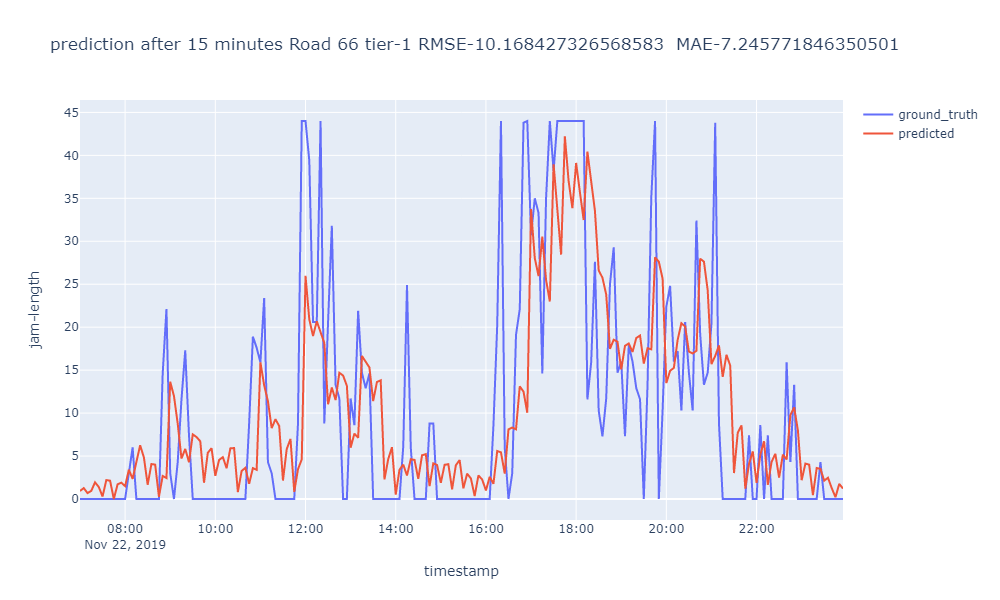 prediction after 15 minutes Road 66 tier-1 RMSE-10.168427326568583  MAE-7.245771846350501
ground_truth
predicted
45
40
35
30
25
20
15
10
5
0
jam-length
08:00 10:00 12:00 14:00 16:00 18:00 20:00 22:00
Nov 22, 2019
timestamp